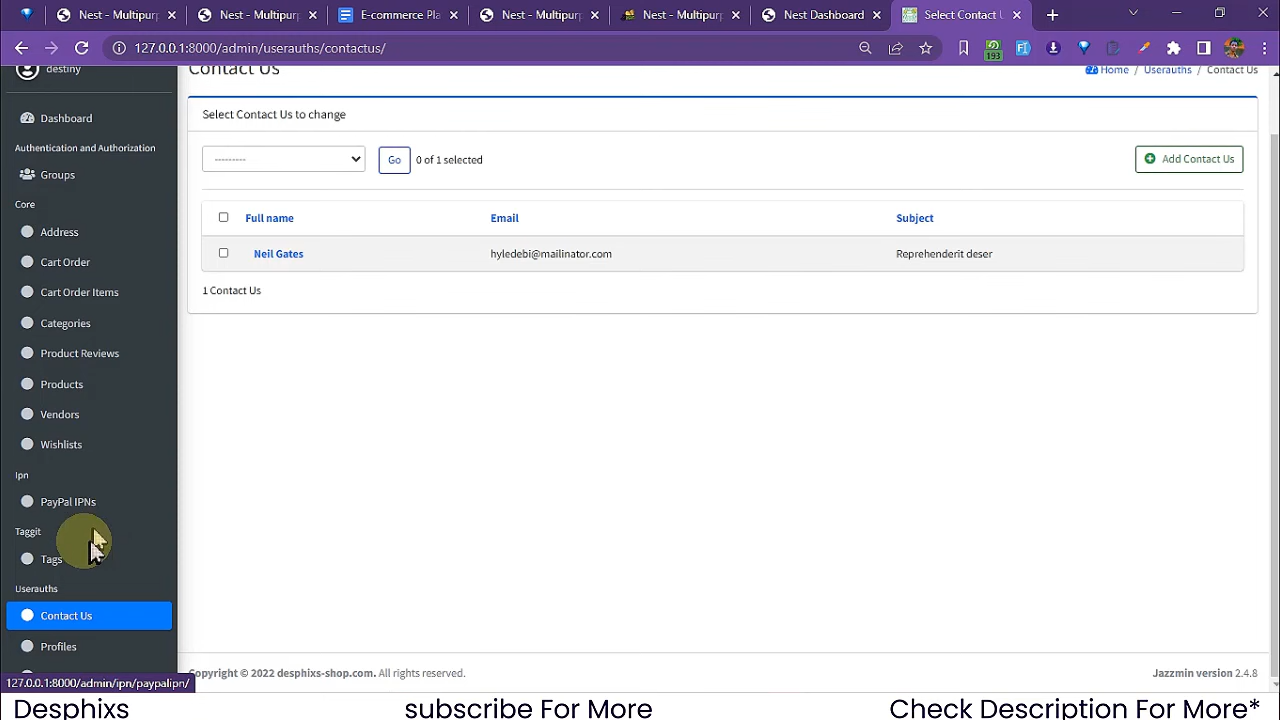 Nest - Multipur
Nest - Multipur
E-commerce Pla
Nest - Multipur
Nest - Multipur
Nest Dashboard
Select Contact U
127.0.0.1:8000/admin/userauths/contactus/
193
destiny
Contact Us
Home / Userauths / Contact Us
Dashboard
Authentication and Authorization
Groups
Core
Address
Cart Order
Cart Order Items
Categories
Product Reviews
Products
Vendors
Wishlists
Ipn
PayPal IPNs
Taggit
Tags
Userauths
Contact Us
Profiles
Select Contact Us to change
---------
Go
0 of 1 selected
Add Contact Us
Full name Email Subject
Neil Gates hyledebi@mailinator.com Reprehenderit deser
1 Contact Us
127.0.0.1:8000/admin/ipn/paypalipn/
Copyright © 2022 desphixs-shop.com. All rights reserved.
Jazzmin version 2.4.8
Desphixs subscribe For More Check Description For More*